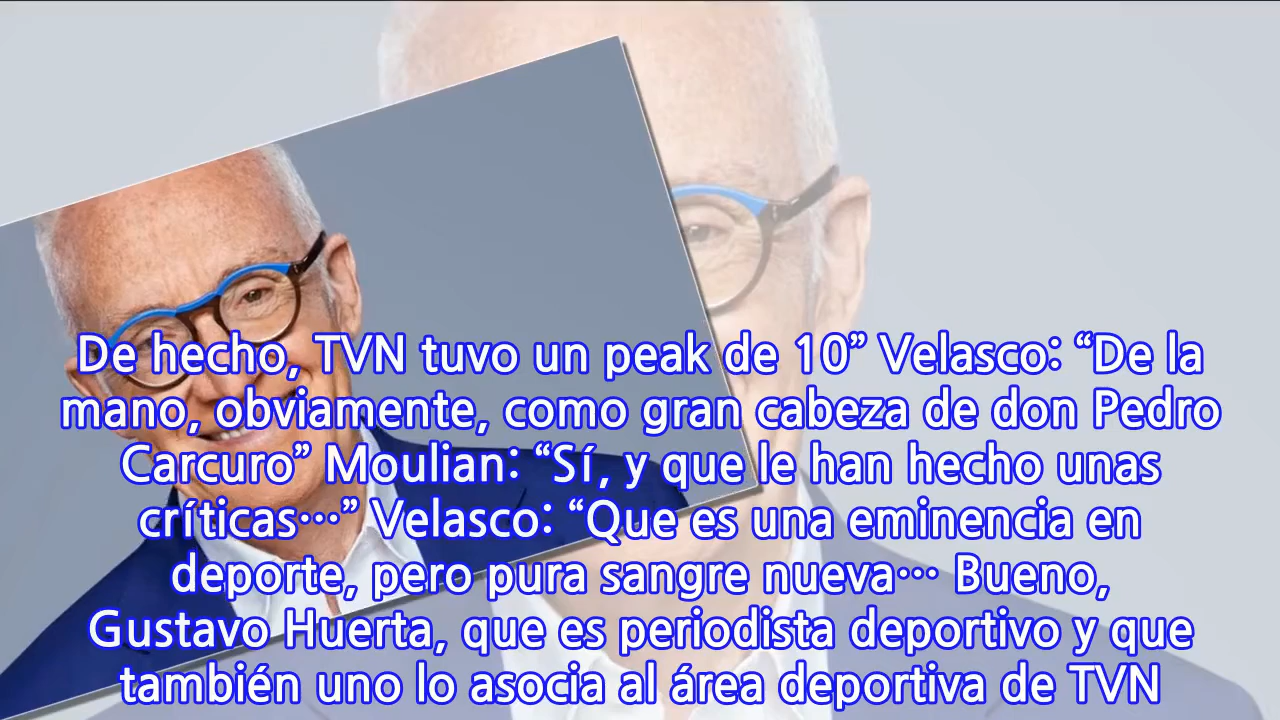 De hecho, TVN tuvo un peak de 10” Velasco: “De la
mano, obviamente, como gran cabeza de don Pedro
Carcuro” Moulian: “Sí, y que le han hecho unas
críticas…” Velasco: “Que es una eminencia en
deporte, pero pura sangre nueva… Bueno,
Gustavo Huerta, que es periodista deportivo y que
también uno lo asocia al área deportiva de TVN